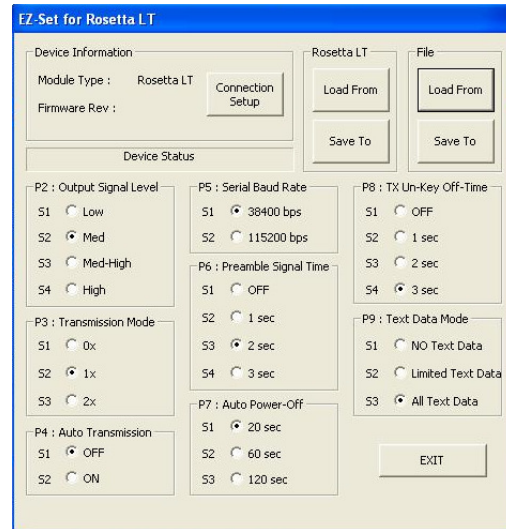 EZ-Set for Rosetta LT
Device Information
Module Type : Rosetta LT
Firmware Rev :
Connection Setup
Device Status
Rosetta LT
Load From
Save To
File
Load From
Save To
P2 : Output Signal Level
S1 Low
S2 Med
S3 Med-High
S4 High
P3 : Transmission Mode
S1 0x
S2 1x
S3 2x
P4 : Auto Transmission
S1 OFF
S2 ON
P5 : Serial Baud Rate
S1 38400 bps
S2 115200 bps
P6 : Preamble Signal Time
S1 OFF
S2 1 sec
S3 2 sec
S4 3 sec
P7 : Auto Power-Off
S1 20 sec
S2 60 sec
S3 120 sec
P8 : TX Un-Key Off-Time
S1 OFF
S2 1 sec
S3 2 sec
S4 3 sec
P9 : Text Data Mode
S1 NO Text Data
S2 Limited Text Data
S3 All Text Data
EXIT